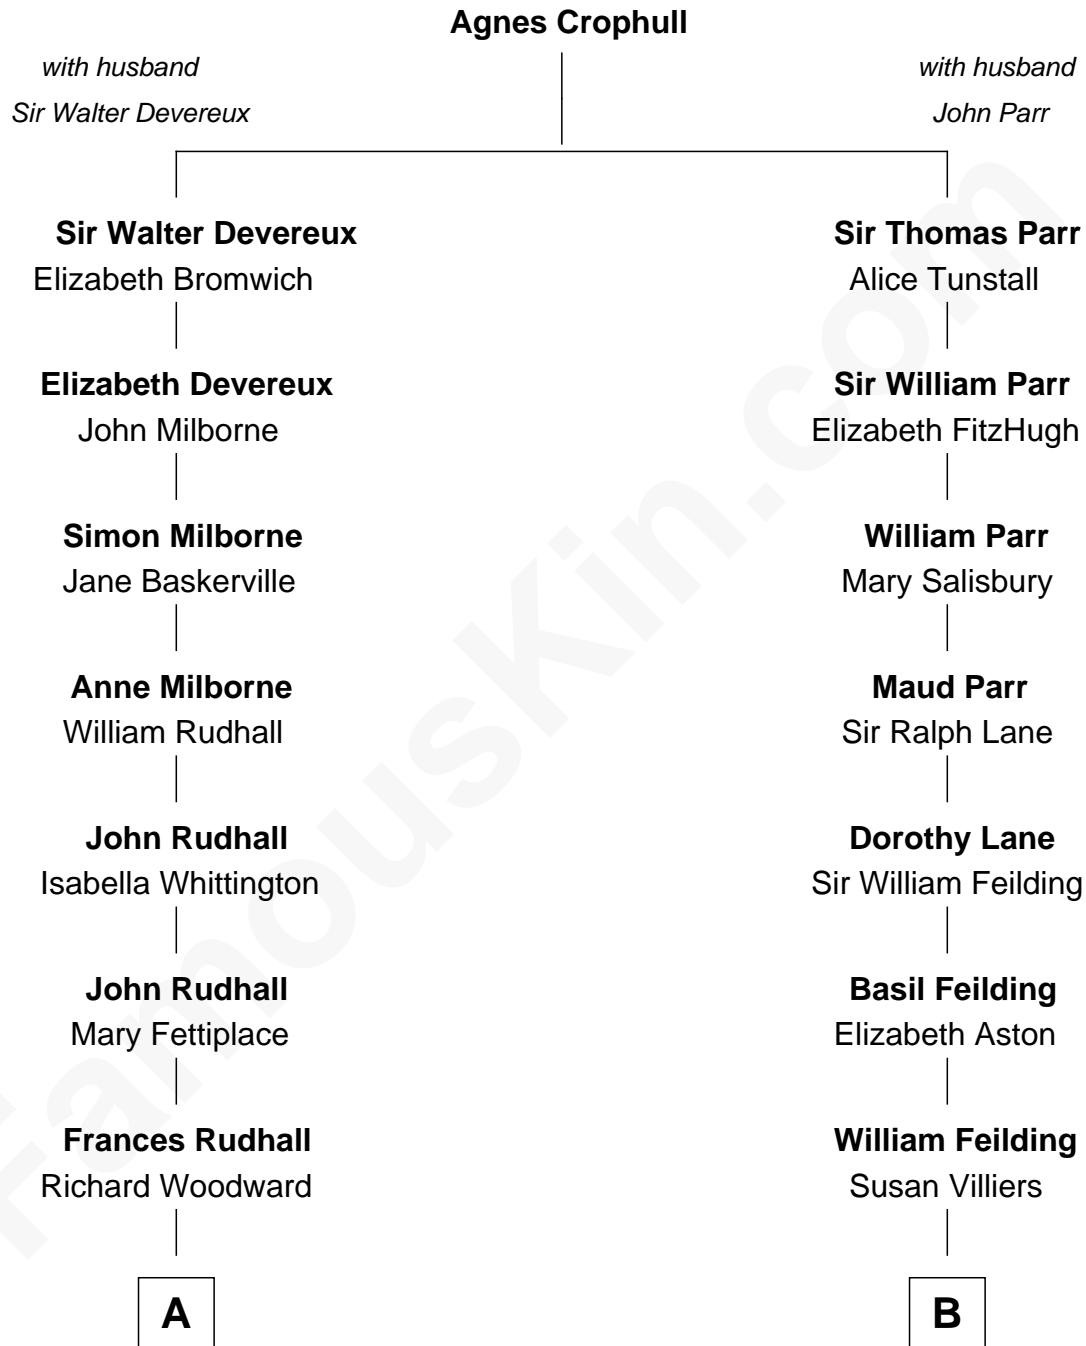 Agnes Crophull
with husband
Sir Walter Devereux
with husband
John Parr
Sir Walter Devereux
Elizabeth Bromwich
Sir Thomas Parr
Alice Tunstall
Elizabeth Devereux
John Milborne
Sir William Parr
Elizabeth FitzHugh
Simon Milborne
Jane Baskerville
William Parr
Mary Salisbury
Anne Milborne
William Rudhall
Maud Parr
Sir Ralph Lane
John Rudhall
Isabella Whittington
Dorothy Lane
Sir William Feilding
John Rudhall
Mary Fettiplace
Basil Feilding
Elizabeth Aston
Frances Rudhall
Richard Woodward
William Feilding
Susan Villiers
A
B
FamousKin.com